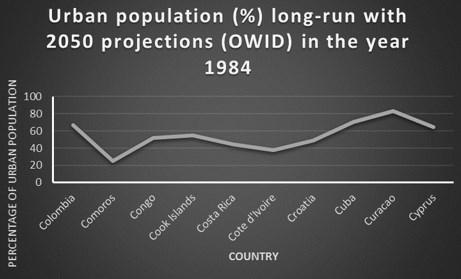 Urban population (%) long-run with
2050 projections (OWID) in the year
1984
PERCENTAGE OF URBAN POPULATION
100
80
60
40
20
0
Colombia
Comoros
Congo
Cook Islands
Costa Rica
Cote d'Ivoire
Croatia
Cuba
Curacao
Cyprus
COUNTRY